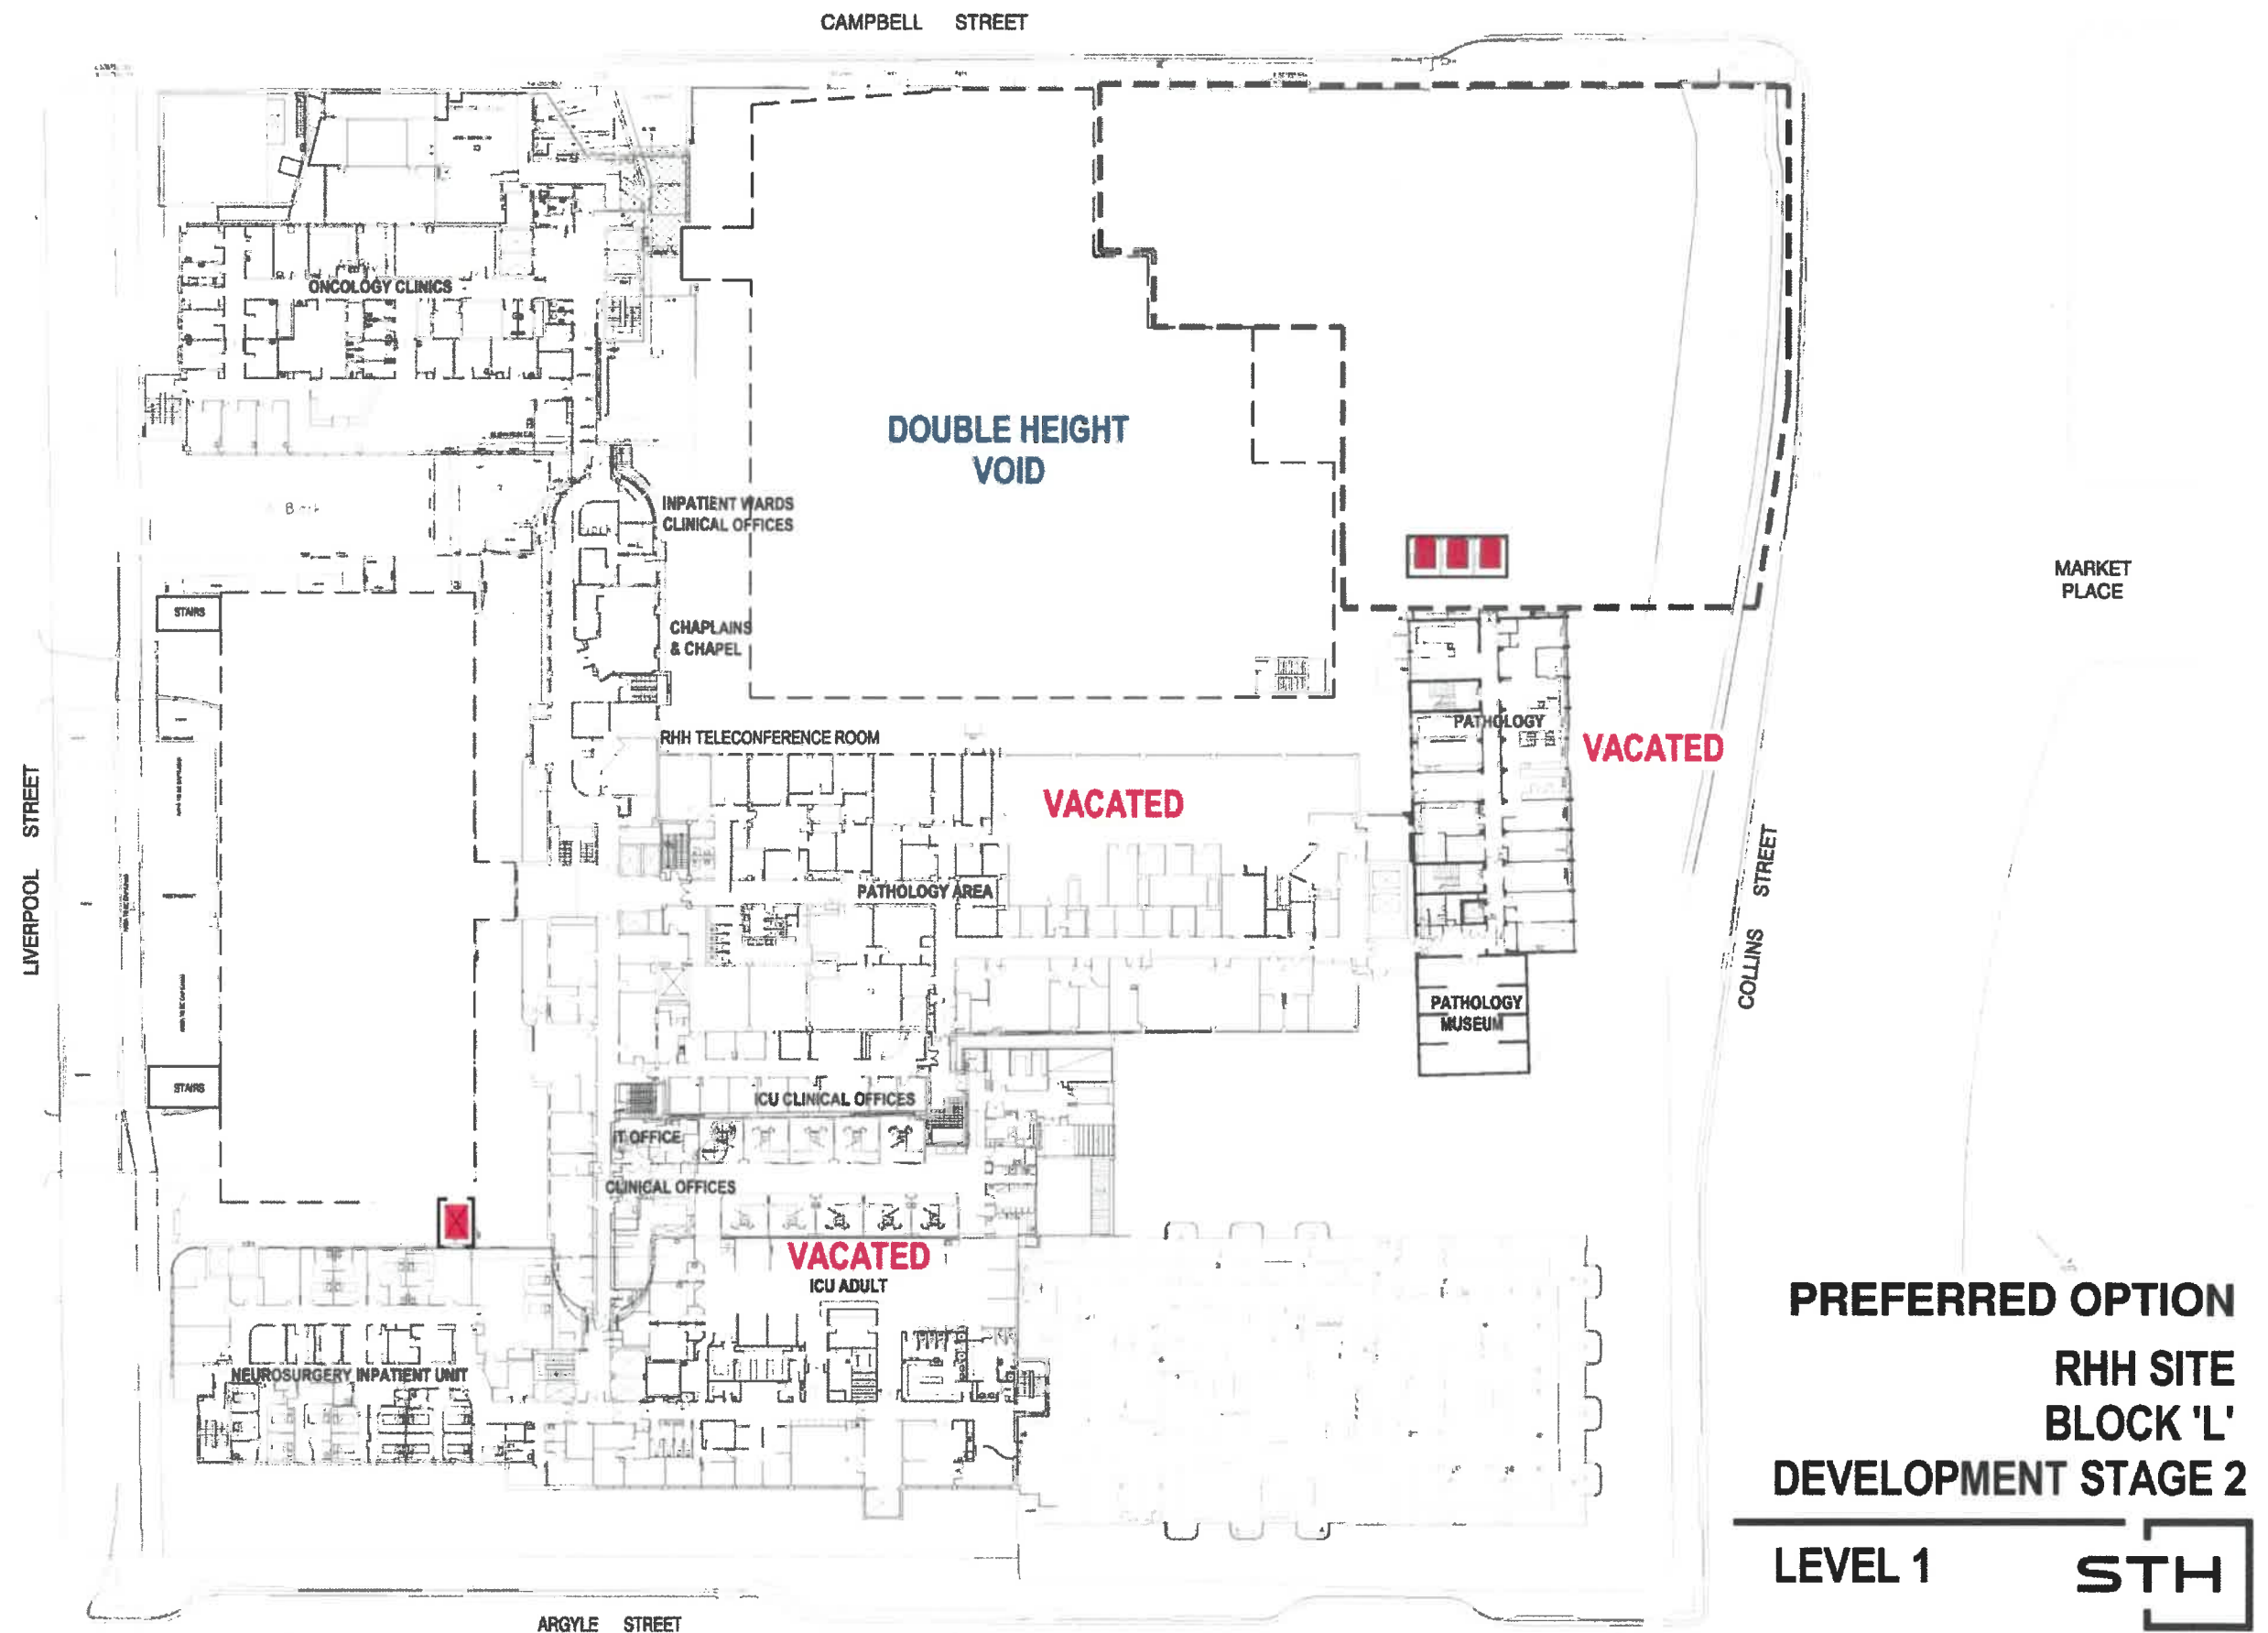 CAMPBELL STREET
ONCOLOGY CLINICS
DOUBLE HEIGHT
VOID
INPATIENT WARDS
CLINICAL OFFICES
MARKET
PLACE
STAIRS
CHAPLAINS
& CHAPEL
PATHOLOGY
RHH TELECONFERENCE ROOM
VACATED
VACATED
LIVERPOOL STREET
PATHOLOGY AREA
COLLINS STREET
PATHOLOGY
MUSEUM
STAIRS
ICU CLINICAL OFFICES
IT OFFICE
CLINICAL OFFICES
VACATED
ICU ADULT
NEUROSURGERY INPATIENT UNIT
PREFERRED OPTION
RHH SITE
BLOCK 'L'
DEVELOPMENT STAGE 2
LEVEL 1
STH
ARGYLE STREET